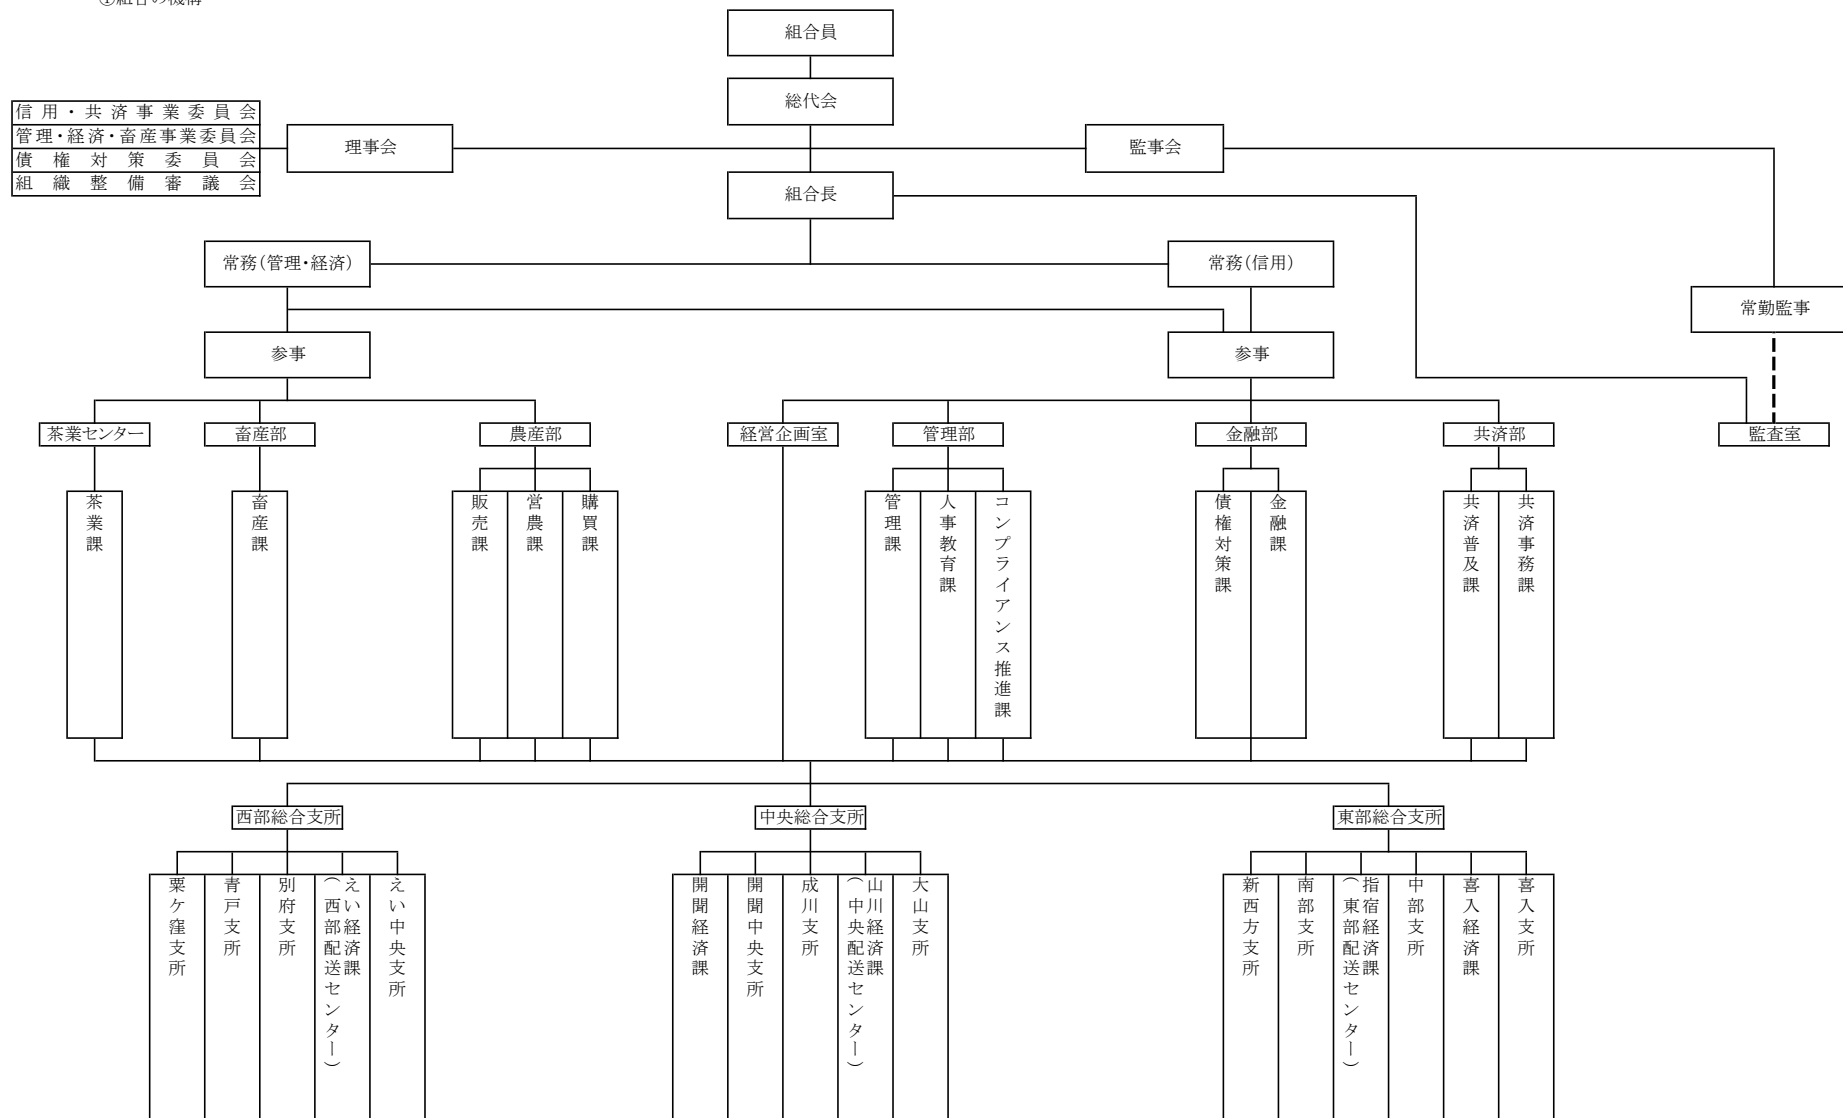 ①組合の機構
組合員
総代会
信用・共済事業委員会
管理・経済・畜産事業委員会
債権対策委員会
組織整備審議会
理事会
監事会
組合長
常務(管理・経済)
常務(信用)
常勤監事
参事
参事
茶業センター
畜産部
農産部
経営企画室
管理部
金融部
共済部
監査室
茶業課
畜産課
販売課
営農課
購買課
管理課
人事教育課
コンプライアンス推進課
債権対策課
金融課
共済普及課
共済事務課
西部総合支所
中央総合支所
東部総合支所
粟ケ窪支所
青戸支所
別府支所
えい経済課
(西部配送センター)
えい中央支所
開聞経済課
開聞中央支所
成川支所
山川経済課
(中央配送センター)
大山支所
新西方支所
南部支所
指宿経済課
(東部配送センター)
中部支所
喜入経済課
喜入支所